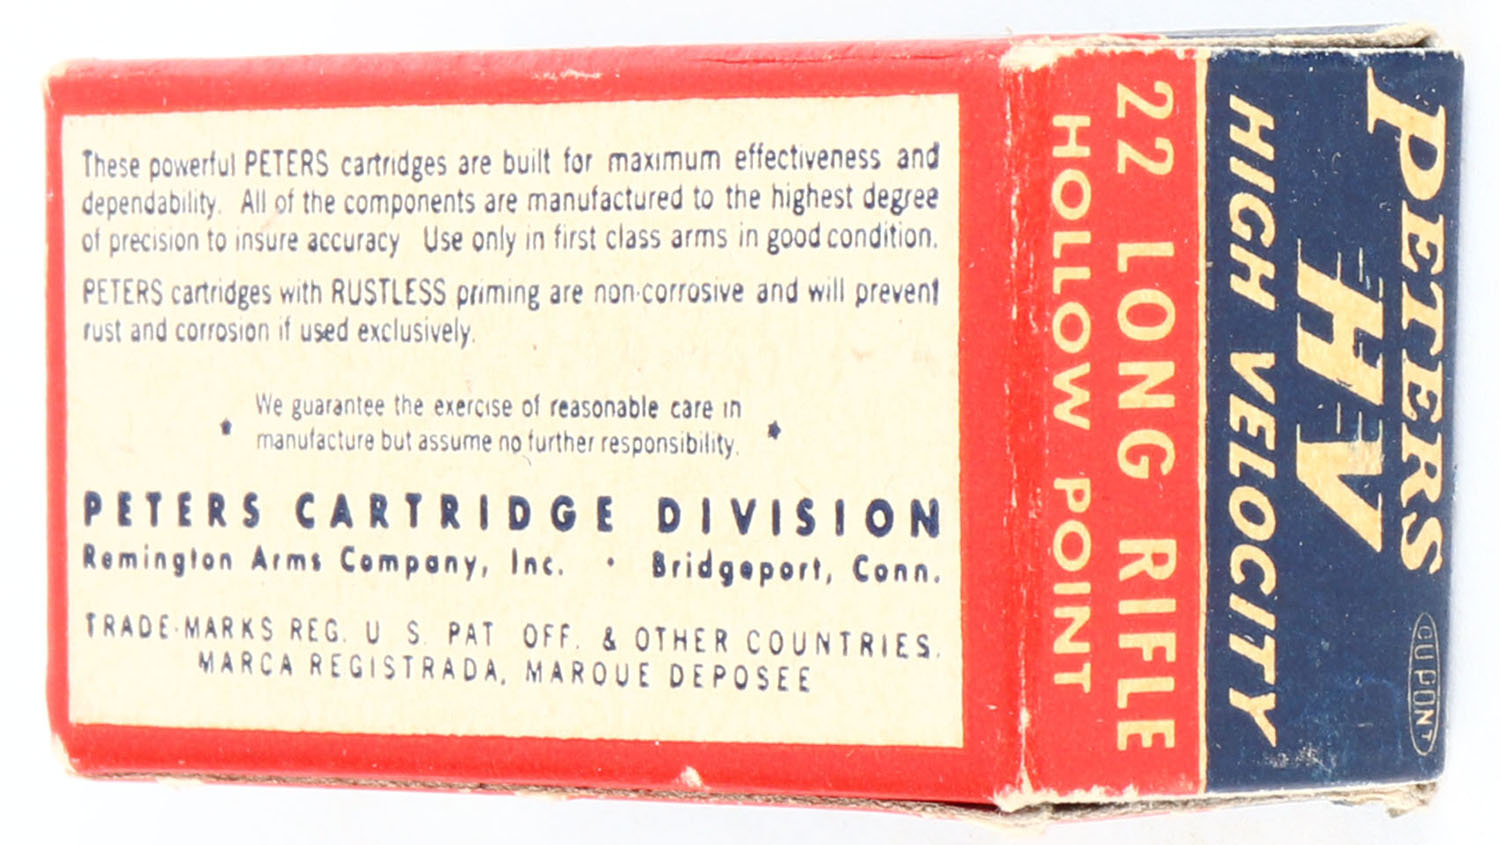 These powerful PETERS cartridges are built for maximum effectiveness and
dependability. All of the components are manufactured to the highest degree
of precision to insure accuracy Use only in first class arms in good condition.
PETERS cartridges with RUSTLESS priming are non-corrosive and will prevent
rust and corrosion if used exclusively.
We guarantee the exercise of reasonable care in
manufacture but assume no further responsibility.
PETERS CARTRIDGE DIVISION
Remington Arms Company, Inc. • Bridgeport, Conn.
TRADE-MARKS REG. U S. PAT OFF. & OTHER COUNTRIES.
MARCA REGISTRADA, MARQUE DEPOSEE
PETERS
HV
HIGH VELOCITY
22 LONG RIFLE
HOLLOW POINT
DUPONT